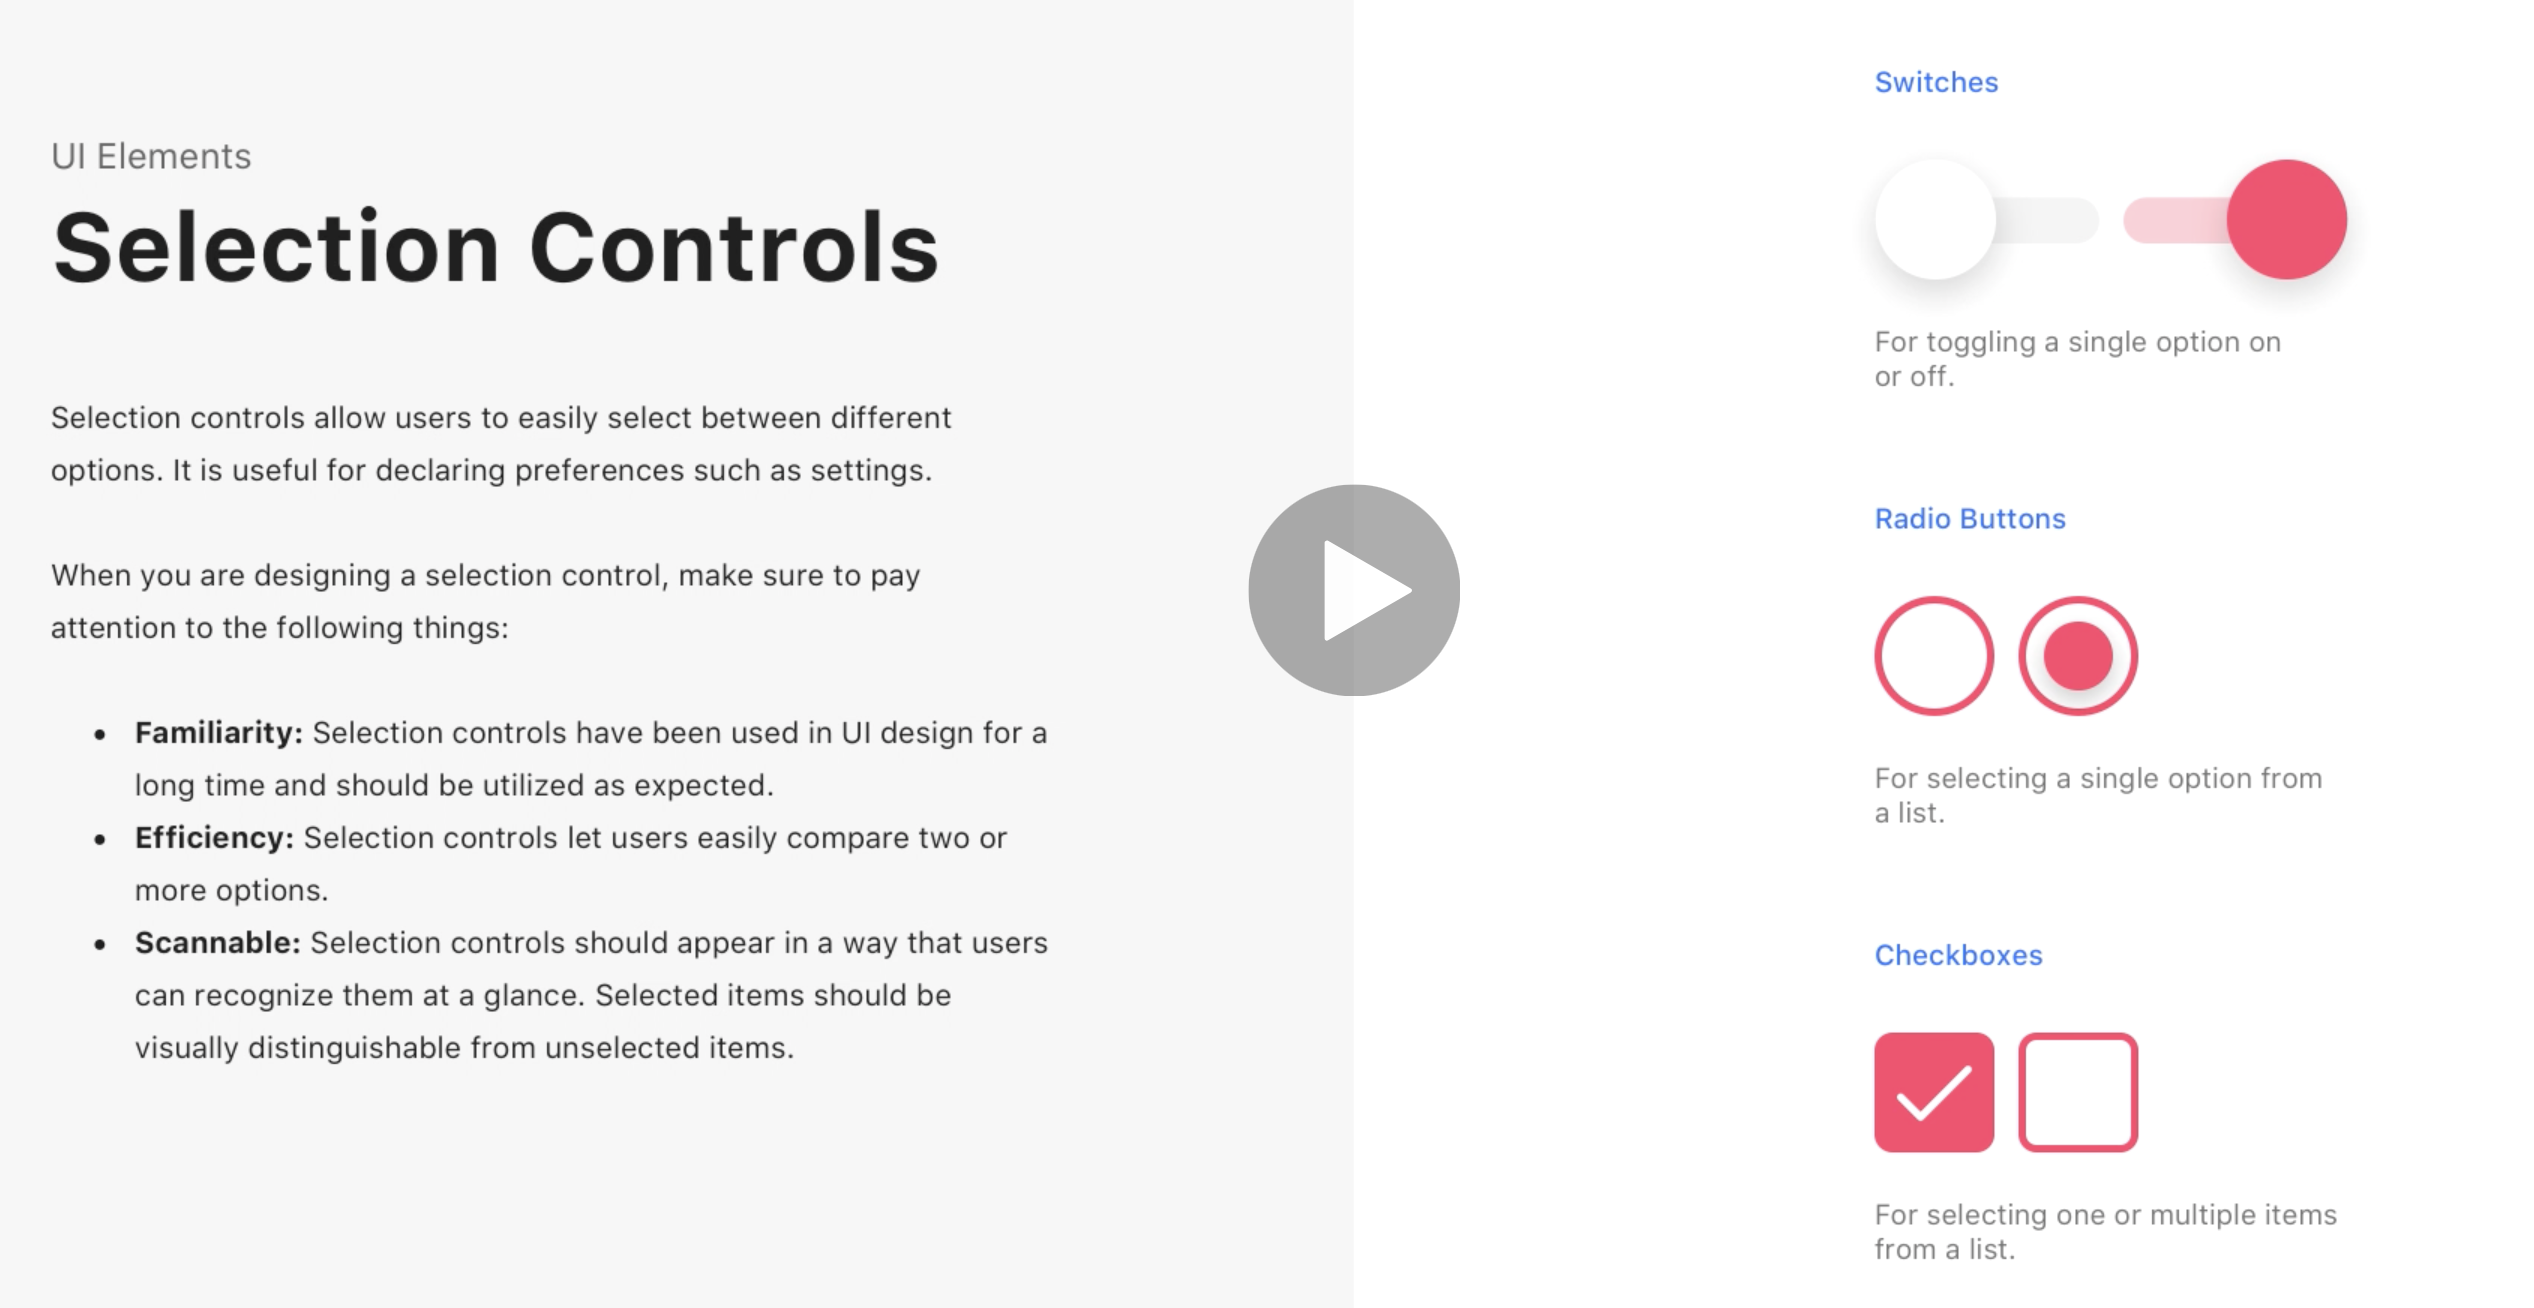 UI Elements
Selection Controls
Selection controls allow users to easily select between different
options. It is useful for declaring preferences such as settings.
When you are designing a selection control, make sure to pay
attention to the following things:
• Familiarity: Selection controls have been used in UI design for a
long time and should be utilized as expected.
• Efficiency: Selection controls let users easily compare two or
more options.
• Scannable: Selection controls should appear in a way that users
can recognize them at a glance. Selected items should be
visually distinguishable from unselected items.
Switches
For toggling a single option on
or off.
Radio Buttons
For selecting a single option from
a list.
Checkboxes
For selecting one or multiple items
from a list.